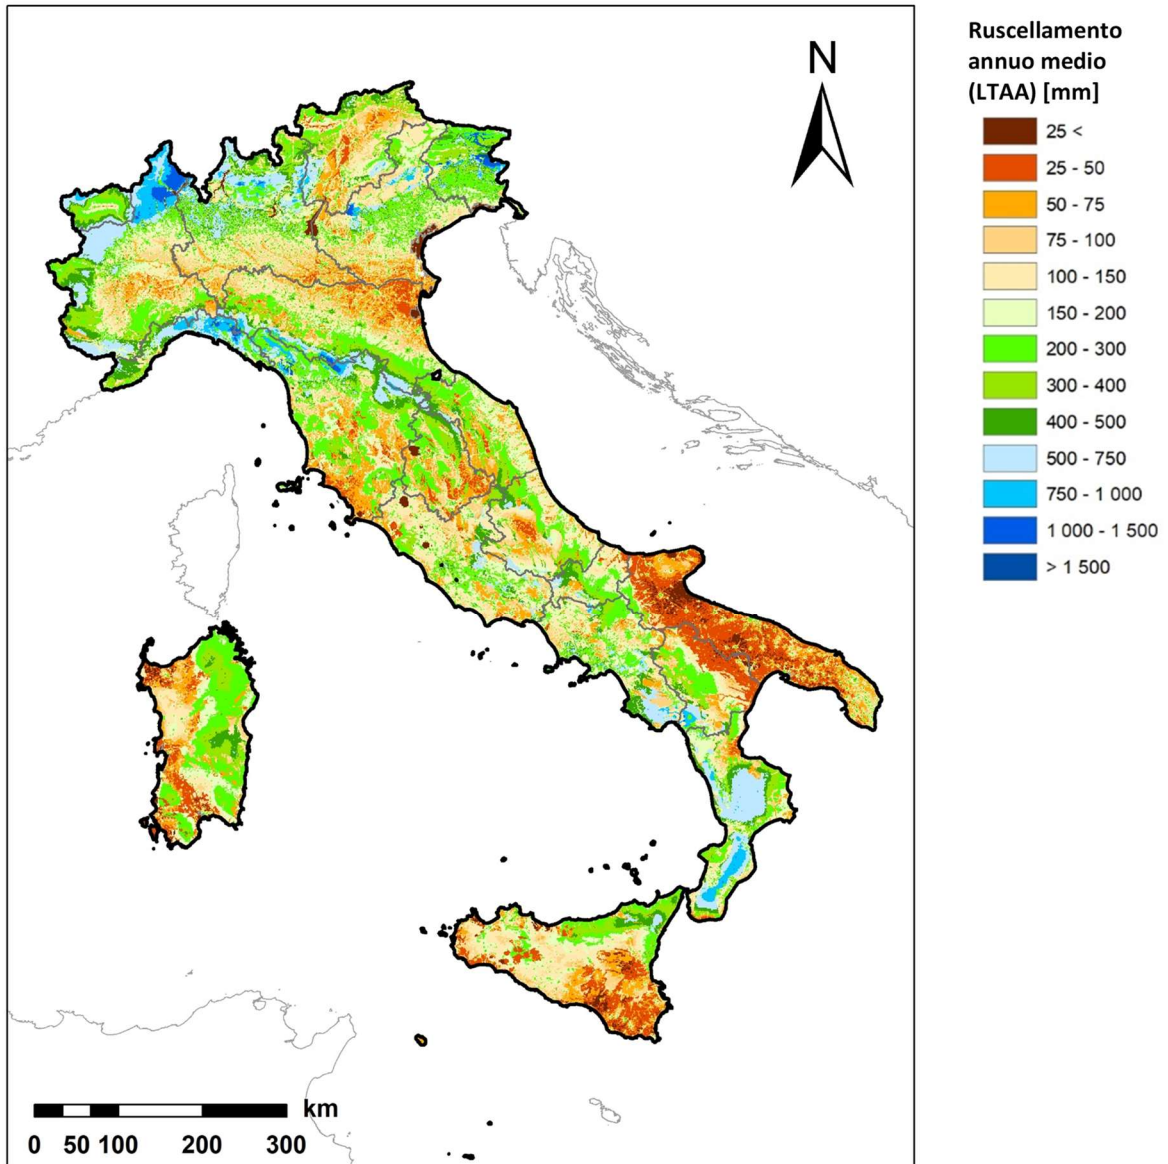 N
Ruscellamento
annuo medio
(LTAA) [mm]
25 <
25 - 50
50 - 75
75 - 100
100 - 150
150 - 200
200 - 300
300 - 400
400 - 500
500 - 750
750 - 1 000
1 000 - 1 500
> 1 500
km
0 50 100 200 300